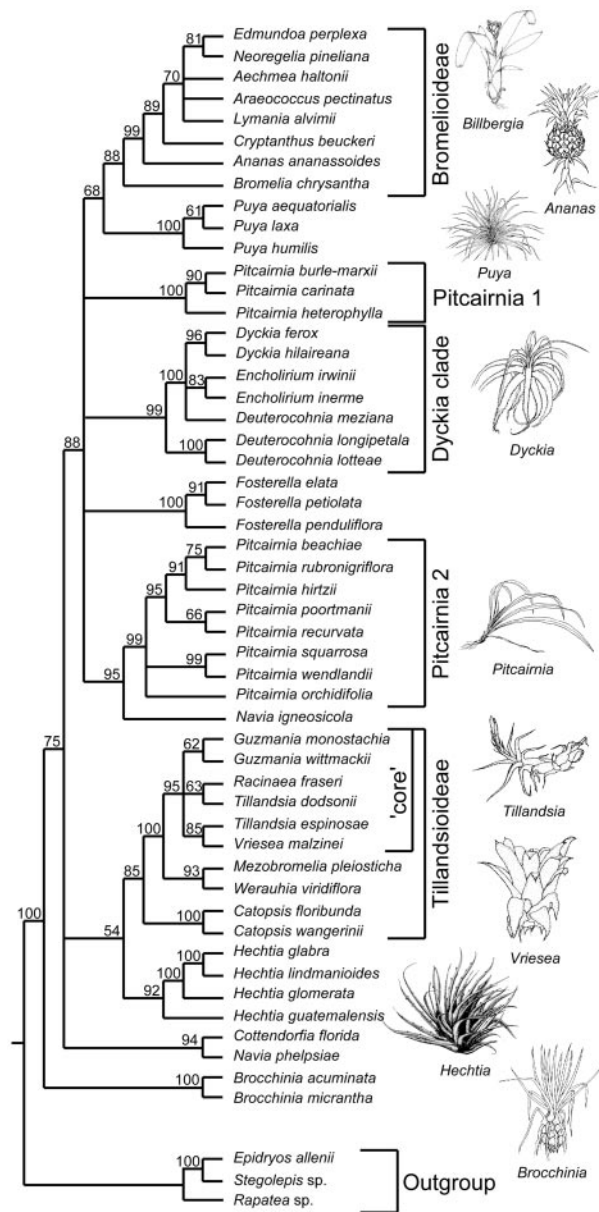 81
Edmundoa perplexa
Neoregelia pineliana
70
Aechmea haltonii
89
Araeococcus pectinatus
Lymania alvimii
99
Cryptanthus beuckeri
88
Ananas ananassoides
68
Bromelia chrysantha
Bromelioideae
Billbergia
Ananas
61
Puya aequatorialis
100
Puya laxa
Puya humilis
Puya
90
Pitcairnia burle-marxii
100
Pitcairnia carinata
Pitcairnia heterophylla
Pitcairnia 1
96
Dyckia ferox
100
Dyckia hilaireana
83
Encholirium irwinii
Encholirium inerme
99
Deuterocohnia meziana
100
Deuterocohnia longipetala
Deuterocohnia lotteae
Dyckia clade
Dyckia
88
91
Fosterella elata
100
Fosterella petiolata
Fosterella penduliflora
75
Pitcairnia beachiae
91
Pitcairnia rubronigriflora
95
Pitcairnia hirtzii
66
Pitcairnia poortmanii
99
Pitcairnia recurvata
99
Pitcairnia squarrosa
Pitcairnia wendlandii
95
Pitcairnia orchidifolia
Pitcairnia 2
Pitcairnia
Navia igneosicola
75
62
Guzmania monostachia
Guzmania wittmackii
95
63
Racinaea fraseri
Tillandsia dodsonii
100
85
Tillandsia espinosae
Vriesea malzinei
'core'
85
93
Mezobromelia pleiosticha
Werauhia viridiflora
100
Catopsis floribunda
Catopsis wangerinii
Tillandsioideae
Tillandsia
Vriesea
100
54
100
Hechtia glabra
100
Hechtia lindmanioides
92
Hechtia glomerata
Hechtia guatemalensis
Hechtia
94
Cottendorfia florida
Navia phelpsiae
100
Brocchinia acuminata
Brocchinia micrantha
Brocchinia
100
Epidryos allenii
Stegolepis sp.
Rapatea sp.
Outgroup